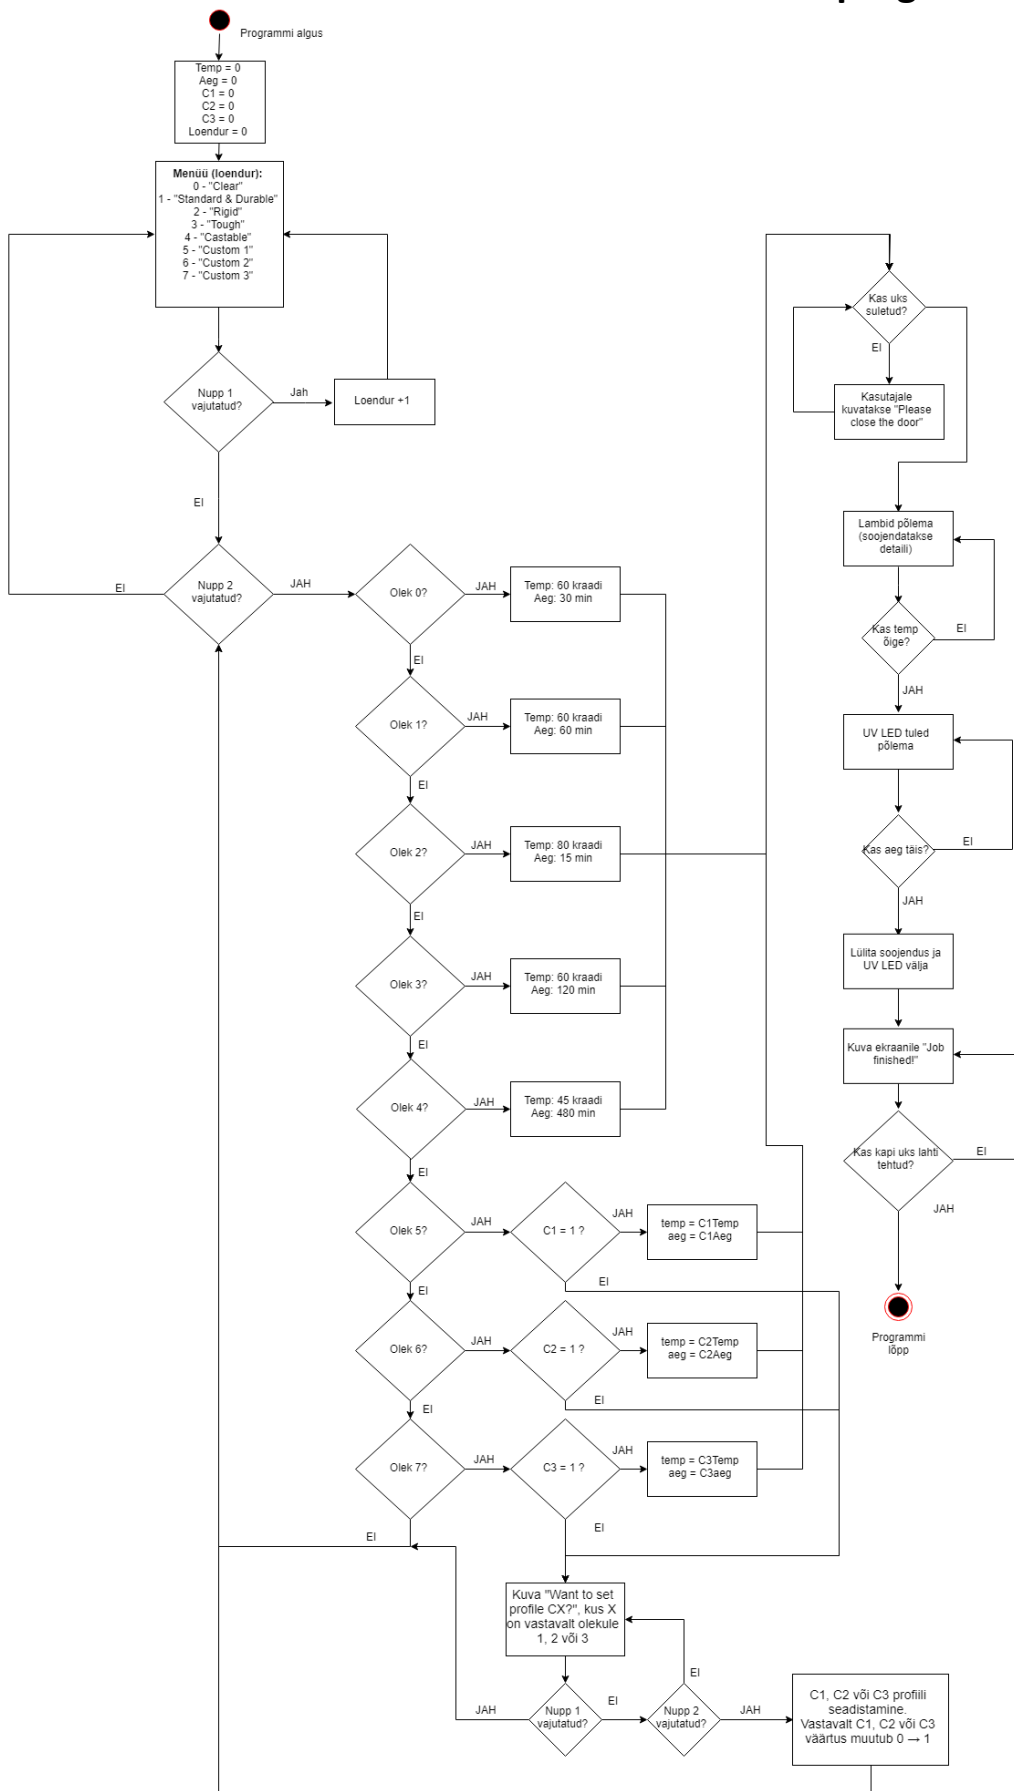 Programmi algus
Temp = 0
Aeg = 0
C1 = 0
C2 = 0
C3 = 0
Loendur = 0
Menüü (loendur):
0 - "Clear"
1 - "Standard & Durable"
2 - "Rigid"
3 - "Tough"
4 - "Castable"
5 - "Custom 1"
6 - "Custom 2"
7 - "Custom 3"
Nupp 1
vajutatud?
Jah
Loendur +1
EI
Nupp 2
vajutatud?
EI
JAH
Olek 0?
JAH
Temp: 60 kraadi
Aeg: 30 min
EI
Olek 1?
JAH
Temp: 60 kraadi
Aeg: 60 min
EI
Olek 2?
JAH
Temp: 80 kraadi
Aeg: 15 min
EI
Olek 3?
JAH
Temp: 60 kraadi
Aeg: 120 min
EI
Olek 4?
JAH
Temp: 45 kraadi
Aeg: 480 min
EI
Olek 5?
JAH
C1 = 1 ?
JAH
temp = C1Temp
aeg = C1Aeg
EI
EI
Olek 6?
JAH
C2 = 1 ?
JAH
temp = C2Temp
aeg = C2Aeg
EI
EI
Olek 7?
JAH
C3 = 1 ?
JAH
temp = C3Temp
aeg = C3aeg
EI
EI
Kuva "Want to set
profile CX?", kus X
on vastavalt olekule
1, 2 või 3
Nupp 1
vajutatud?
JAH
EI
Nupp 2
vajutatud?
EI
JAH
C1, C2 või C3 profiili
seadistamine.
Vastavalt C1, C2 või C3
väärtus muutub 0 → 1
Kas uks
suletud?
EI
Kasutajale
kuvatakse "Please
close the door"
Lambid põlema
(soojendatakse
detaili)
Kas temp
õige?
EI
JAH
UV LED tuled
põlema
Kas aeg täis?
EI
JAH
Lülita soojendus ja
UV LED välja
Kuva ekraanile "Job
finished!"
Kas kapi uks lahti
tehtud?
EI
JAH
Programmi
lõpp